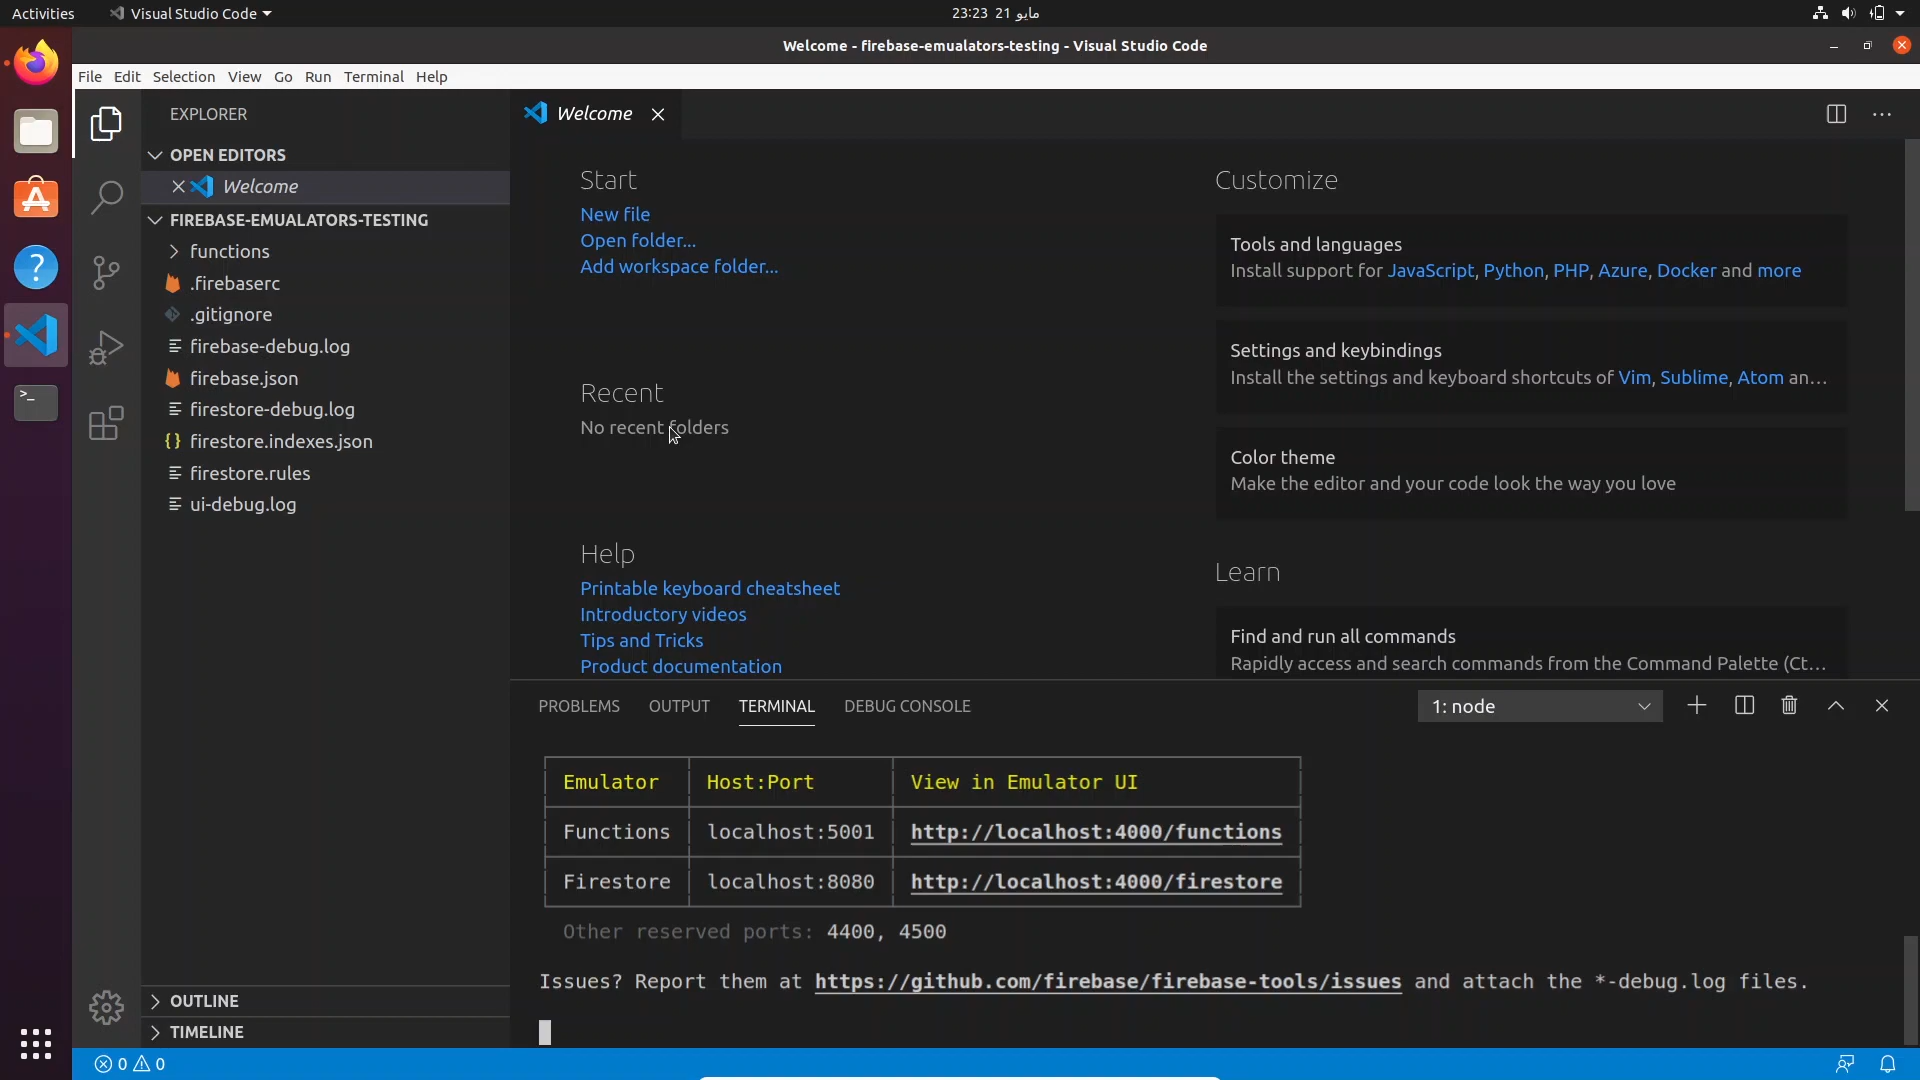 Activities
Visual Studio Code
23:23 21 مايو
Welcome - firebase-emualators-testing - Visual Studio Code
File Edit Selection View Go Run Terminal Help
EXPLORER
OPEN EDITORS
Welcome
FIREBASE-EMUALATORS-TESTING
functions
.firebaserc
.gitignore
firebase-debug.log
firebase.json
firestore-debug.log
firestore.indexes.json
firestore.rules
ui-debug.log
OUTLINE
TIMELINE
Welcome
Start
New file
Open folder...
Add workspace folder...
Recent
No recent folders
Help
Printable keyboard cheatsheet
Introductory videos
Tips and Tricks
Product documentation
Customize
Tools and languages
Install support for JavaScript, Python, PHP, Azure, Docker and more
Settings and keybindings
Install the settings and keyboard shortcuts of Vim, Sublime, Atom an...
Color theme
Make the editor and your code look the way you love
Learn
Find and run all commands
Rapidly access and search commands from the Command Palette (Ct...
PROBLEMS OUTPUT TERMINAL DEBUG CONSOLE
1: node
Emulator Host:Port View in Emulator UI
Functions localhost:5001 http://localhost:4000/functions
Firestore localhost:8080 http://localhost:4000/firestore
Other reserved ports: 4400, 4500
Issues? Report them at https://github.com/firebase/firebase-tools/issues and attach the *-debug.log files.
0 0